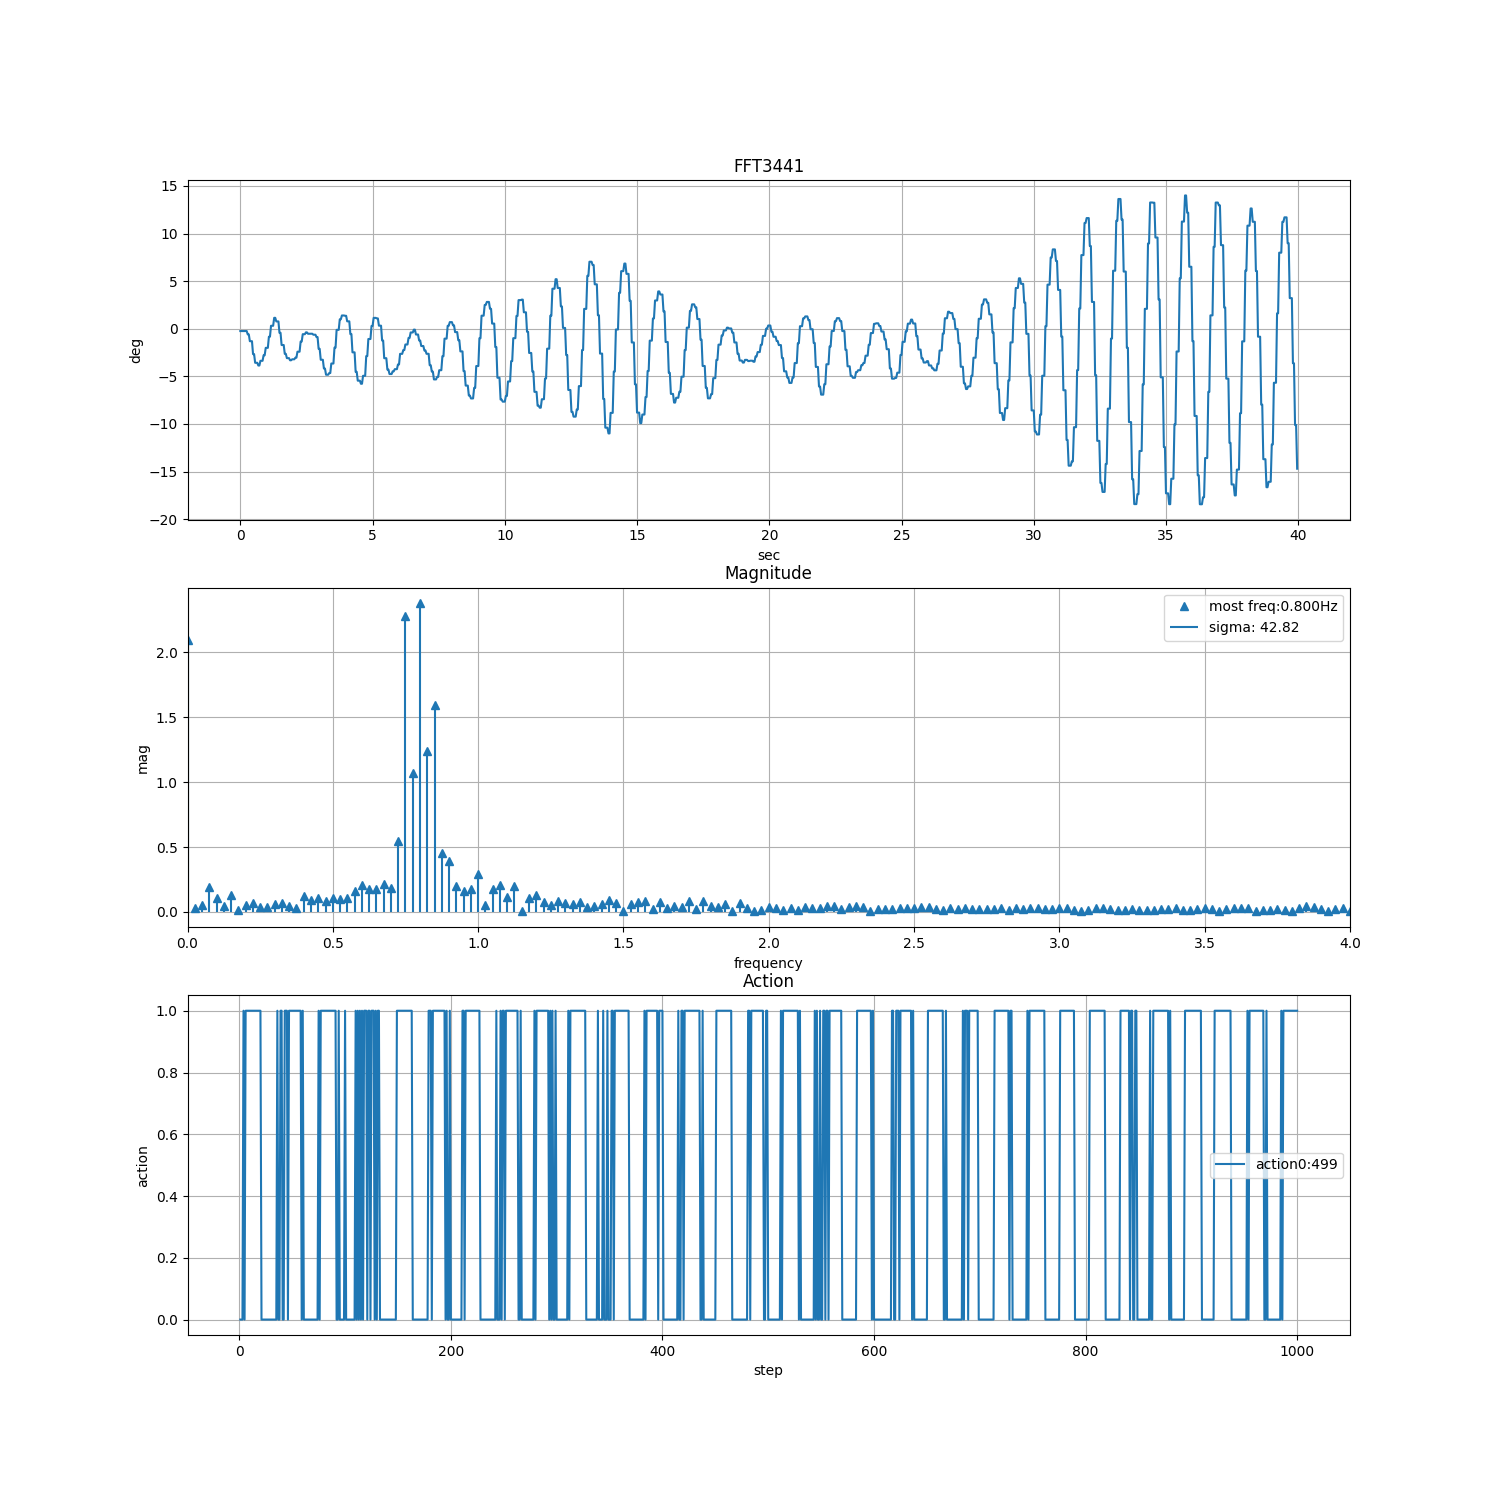 FFT3441
15
10
5
0
−5
−10
−15
−20
deg
0 5 10 15 20 25 30 35 40
sec
Magnitude
most freq:0.800Hz
sigma: 42.82
2.0
1.5
1.0
0.5
0.0
mag
0.0 0.5 1.0 1.5 2.0 2.5 3.0 3.5 4.0
frequency
Action
1.0
0.8
0.6
0.4
0.2
0.0
action
action0:499
0 200 400 600 800 1000
step